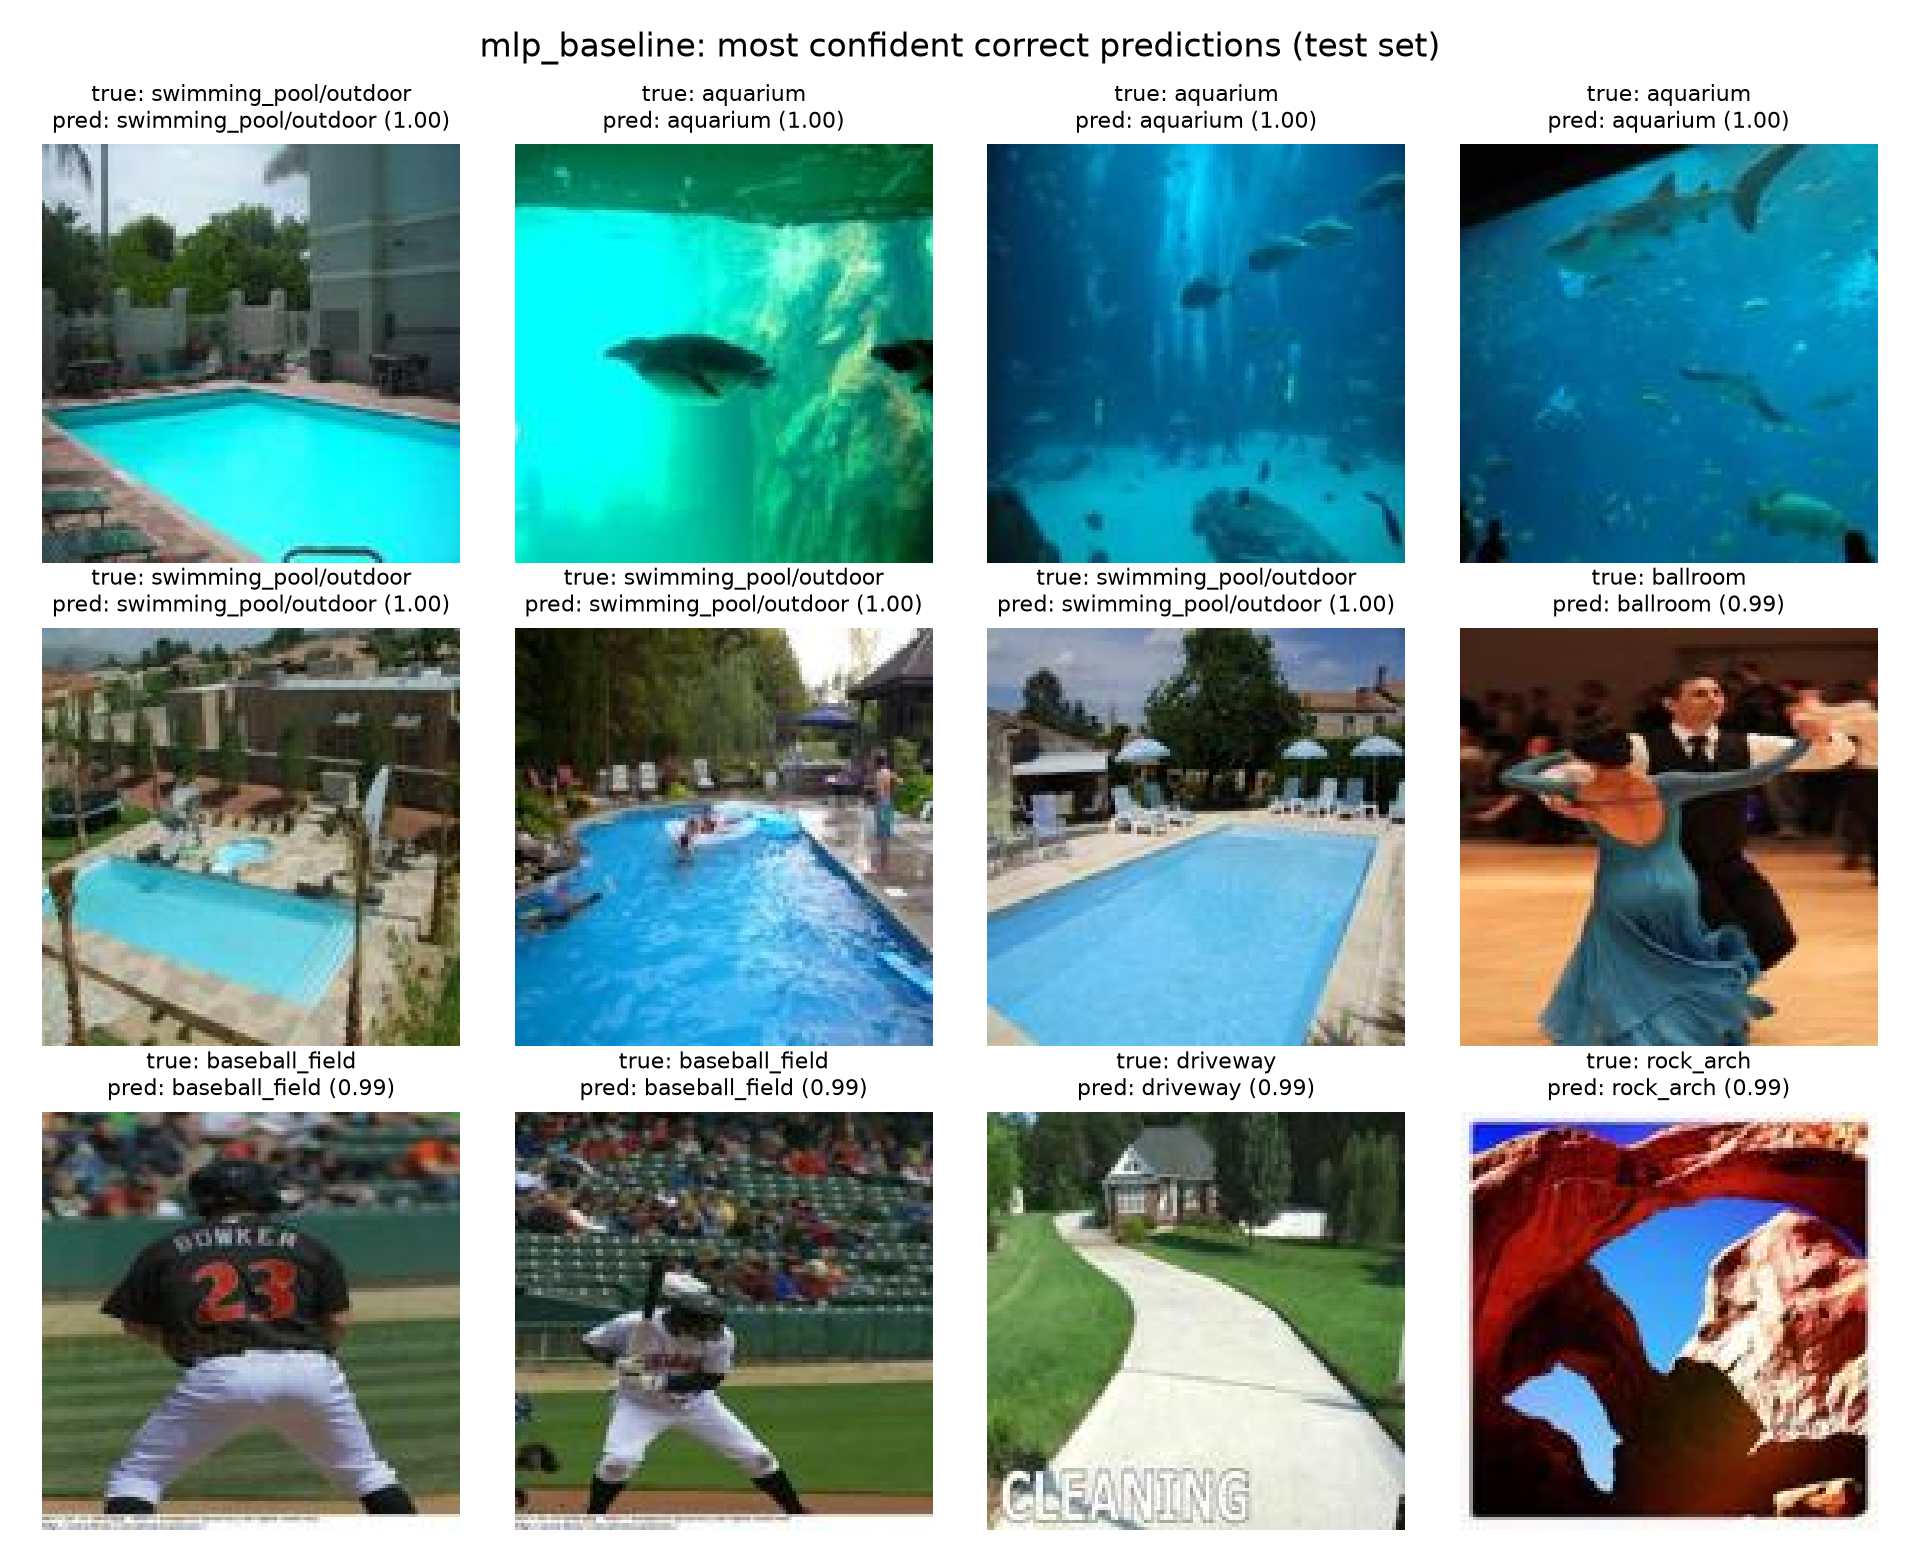 mlp_baseline: most confident correct predictions (test set)
true: swimming_pool/outdoor
pred: swimming_pool/outdoor (1.00)
true: aquarium
pred: aquarium (1.00)
true: aquarium
pred: aquarium (1.00)
true: aquarium
pred: aquarium (1.00)
true: swimming_pool/outdoor
pred: swimming_pool/outdoor (1.00)
true: swimming_pool/outdoor
pred: swimming_pool/outdoor (1.00)
true: swimming_pool/outdoor
pred: swimming_pool/outdoor (1.00)
true: ballroom
pred: ballroom (0.99)
true: baseball_field
pred: baseball_field (0.99)
BOWKER
23
true: baseball_field
pred: baseball_field (0.99)
true: driveway
pred: driveway (0.99)
CLEANING
true: rock_arch
pred: rock_arch (0.99)